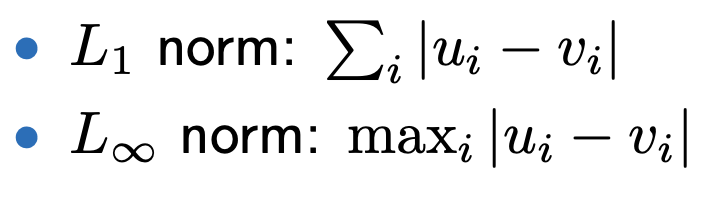 • L₁ norm: ∑ᵢ |uᵢ − vᵢ|
• L∞ norm: maxᵢ |uᵢ − vᵢ|